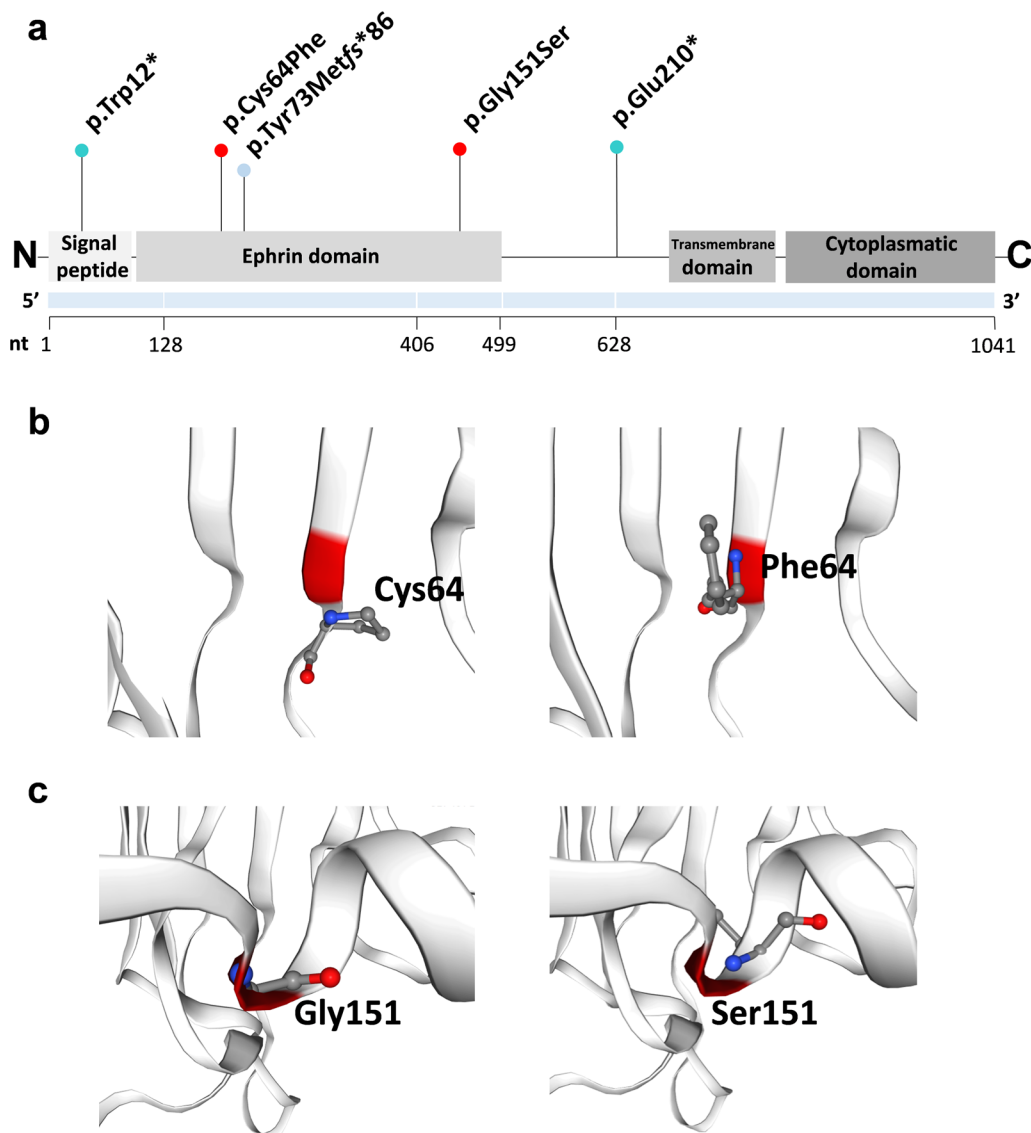 a
p.Trp12*
p.Cys64Phe
p.Tyr73Metfs*86
p.Gly151Ser
p.Glu210*
N
Signal
peptide
Ephrin domain
Transmembrane
domain
Cytoplasmatic
domain
C
5’
3’
nt
1
128
406
499
628
1041
b
Cys64
Phe64
c
Gly151
Ser151